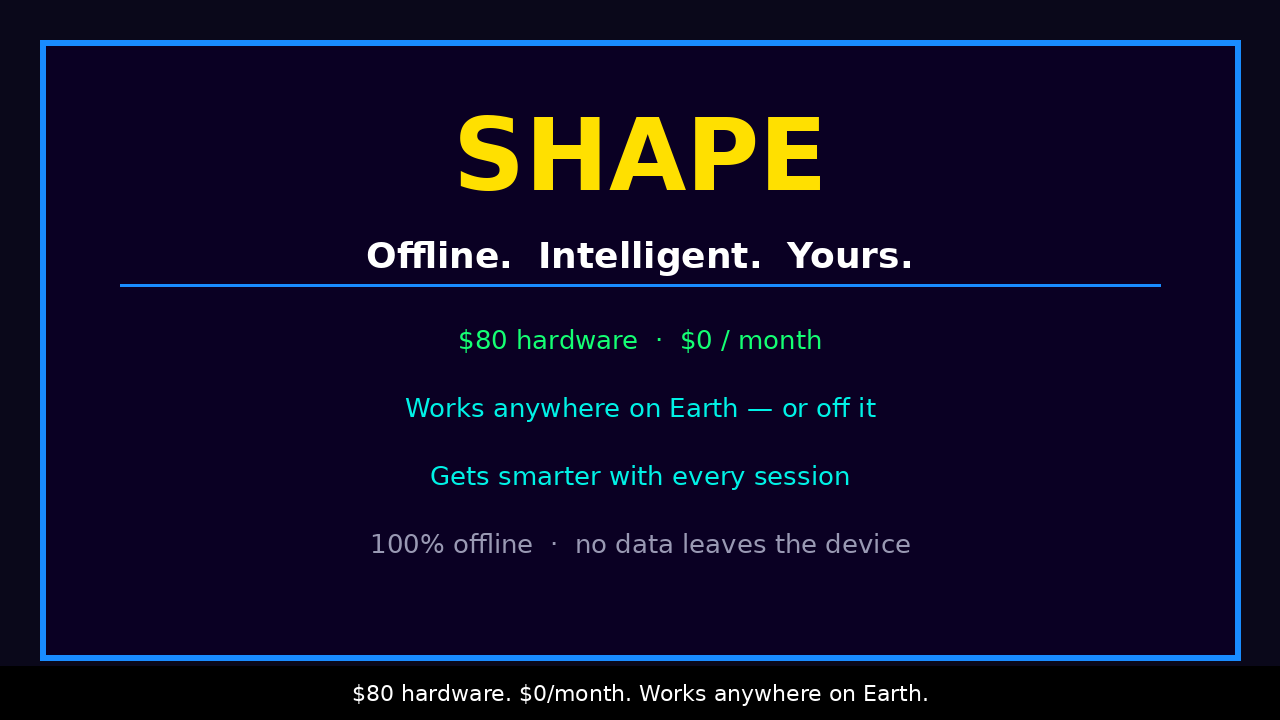 SHAPE
Offline. Intelligent. Yours.
$80 hardware · $0 / month
Works anywhere on Earth — or off it
Gets smarter with every session
100% offline · no data leaves the device
$80 hardware. $0/month. Works anywhere on Earth.